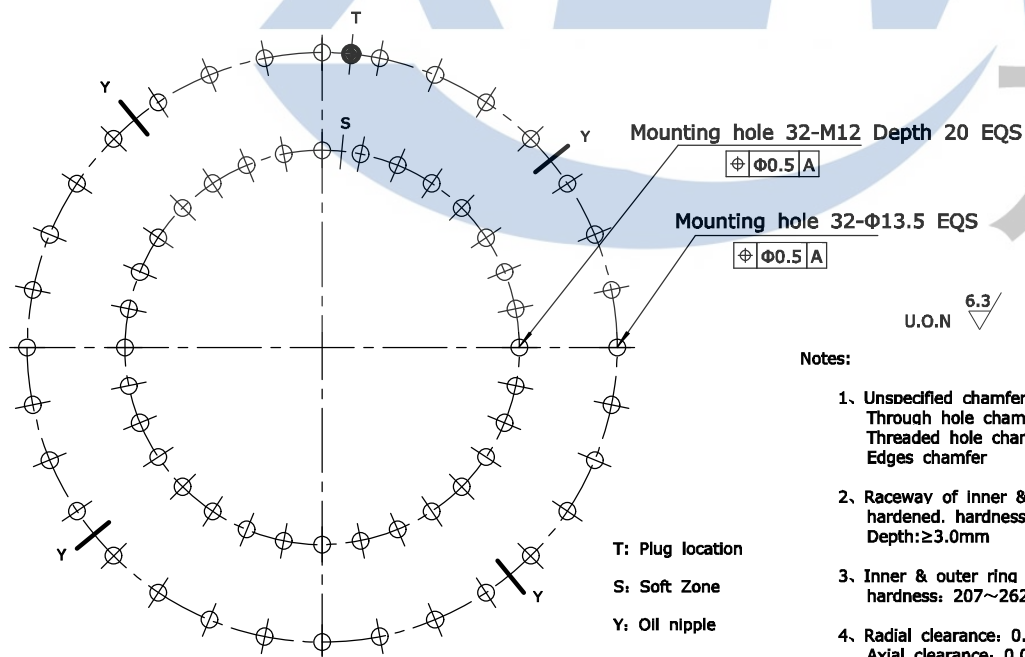 T
Y
S
Y
Mounting hole 32-M12 Depth 20 EQS
⌖ Φ0.5 A
Mounting hole 32-Φ13.5 EQS
⌖ Φ0.5 A
U.O.N 6.3
Notes:
1、Unspecified chamfer
Through hole cham
Threaded hole cha
Edges chamfer
2、Raceway of inner &
hardened. hardness
Depth:≥3.0mm
Y
T: Plug location
3、Inner & outer ring
hardness: 207~262
S: Soft Zone
Y
Y: Oil nipple
4、Radial clearance: 0.
Axial clearance: 0.0